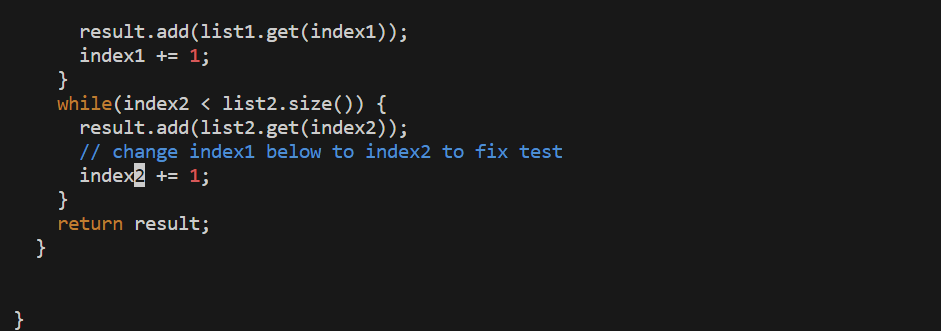 result.add(list1.get(index1));
index1 += 1;
}
while(index2 < list2.size()) {
result.add(list2.get(index2));
// change index1 below to index2 to fix test
index2 += 1;
}
return result;
}
}